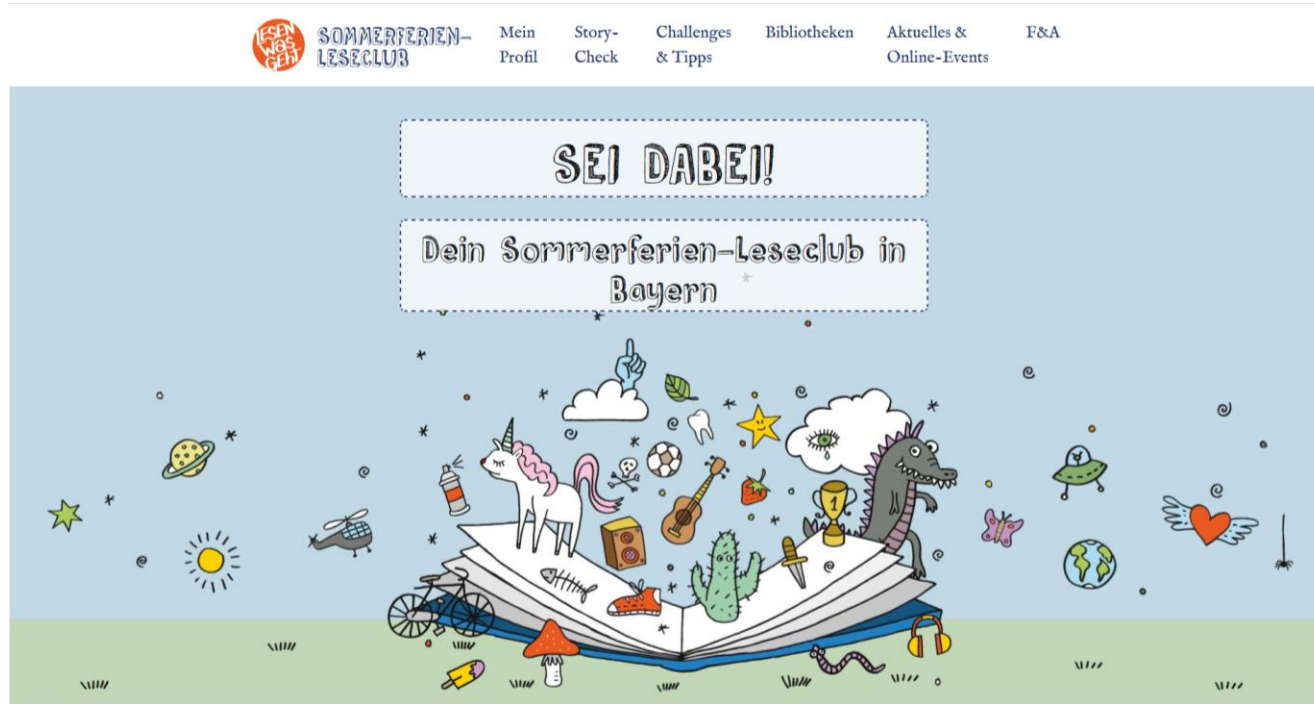 LESEN
WAS
GEHT
SOMMERFERIEN-
LESECLUB
Mein
Profil
Story-
Check
Challenges
& Tipps
Bibliotheken
Aktuelles &
Online-Events
F&A
SEI DABEI!
Dein Sommerferien-Leseclub in
Bayern
1